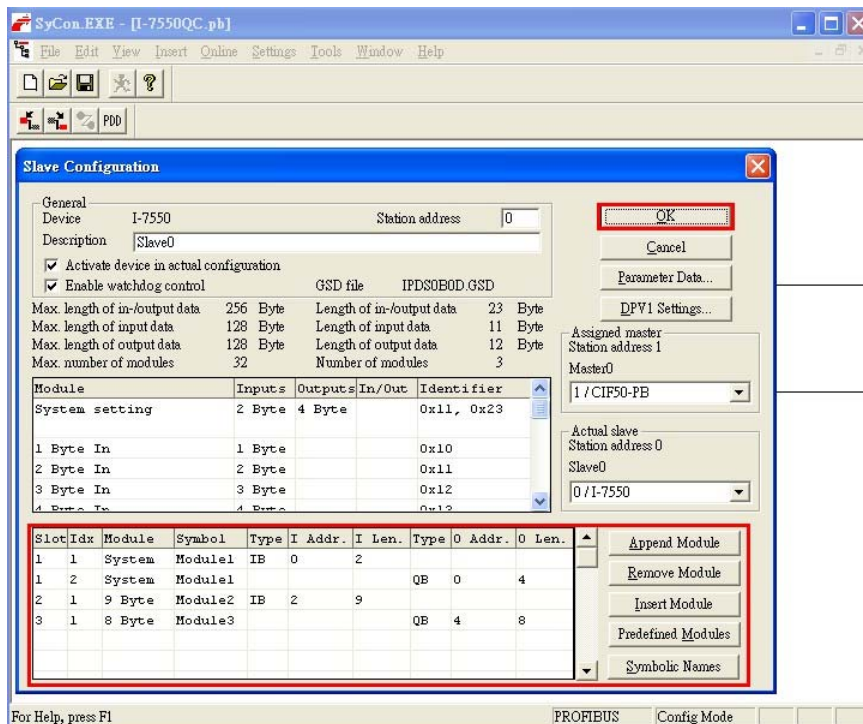 SyCon.EXE - [I-7550QC.pb]
File Edit View Insert Online Settings Tools Window Help
PDD
Slave Configuration
General
Device I-7550 Station address 0
Description Slave0
Activate device in actual configuration
Enable watchdog control GSD file IPDS0B0D.GSD
Max. length of in-/output data 256 Byte Length of in-/output data 23 Byte
Max. length of input data 128 Byte Length of input data 11 Byte
Max. length of output data 128 Byte Length of output data 12 Byte
Max. number of modules 32 Number of modules 3
OK
Cancel
Parameter Data...
DPV1 Settings...
Assigned master
Station address 1
Master0
1 / CIF50-PB
Actual slave
Station address 0
Slave0
0 / I-7550
Module Inputs Outputs In/Out Identifier
System setting 2 Byte 4 Byte 0x11, 0x23
1 Byte In 1 Byte 0x10
2 Byte In 2 Byte 0x11
3 Byte In 3 Byte 0x12
4 Byte In 4 Byte 0x13
Slot Idx Module Symbol Type I Addr. I Len. Type O Addr. O Len.
1 1 System Module1 IB 0 2
1 2 System Module1 QB 0 4
2 1 9 Byte Module2 IB 2 9
3 1 8 Byte Module3 QB 4 8
Append Module
Remove Module
Insert Module
Predefined Modules
Symbolic Names
For Help, press F1 PROFIBUS Config Mode